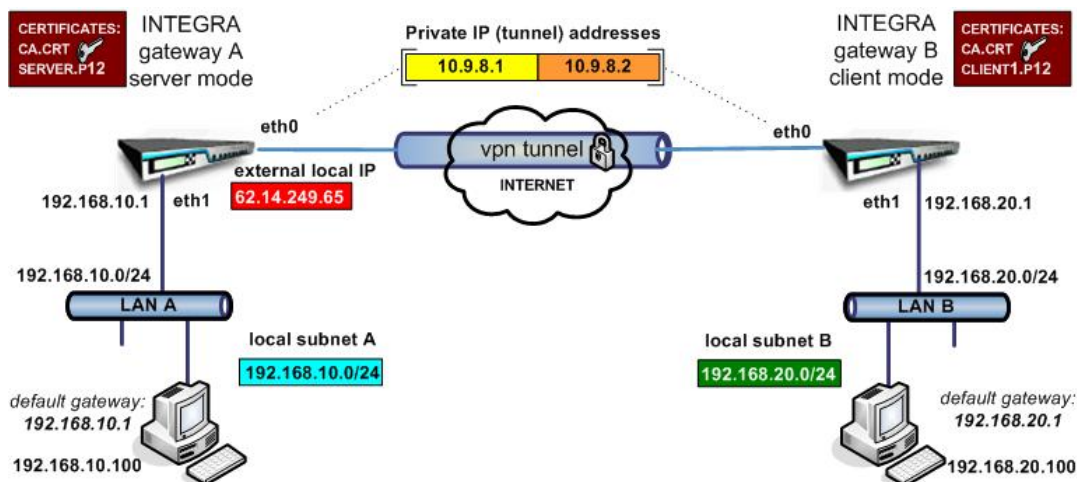 CERTIFICATES:
CA.CRT
SERVER.P12
INTEGRA
gateway A
server mode
Private IP (tunnel) addresses
10.9.8.1
10.9.8.2
INTEGRA
gateway B
client mode
CERTIFICATES:
CA.CRT
CLIENT1.P12
eth0
vpn tunnel
INTERNET
eth0
external local IP
62.14.249.65
192.168.10.1
eth1
eth1
192.168.20.1
192.168.10.0/24
LAN A
192.168.20.0/24
LAN B
local subnet A
192.168.10.0/24
local subnet B
192.168.20.0/24
default gateway:
192.168.10.1
192.168.10.100
default gateway:
192.168.20.1
192.168.20.100